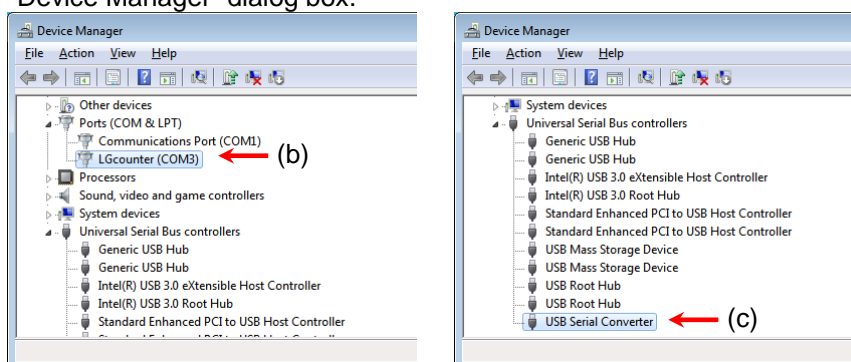 "Device Manager" dialog box.
Device Manager
File Action View Help
Other devices
Ports (COM & LPT)
Communications Port (COM1)
LGcounter (COM3)
(b)
Processors
Sound, video and game controllers
System devices
Universal Serial Bus controllers
Generic USB Hub
Generic USB Hub
Intel(R) USB 3.0 eXtensible Host Controller
Intel(R) USB 3.0 Root Hub
Standard Enhanced PCI to USB Host Controller
Device Manager
File Action View Help
System devices
Universal Serial Bus controllers
Generic USB Hub
Generic USB Hub
Intel(R) USB 3.0 eXtensible Host Controller
Intel(R) USB 3.0 Root Hub
Standard Enhanced PCI to USB Host Controller
Standard Enhanced PCI to USB Host Controller
USB Mass Storage Device
USB Mass Storage Device
USB Root Hub
USB Root Hub
USB Serial Converter
(c)